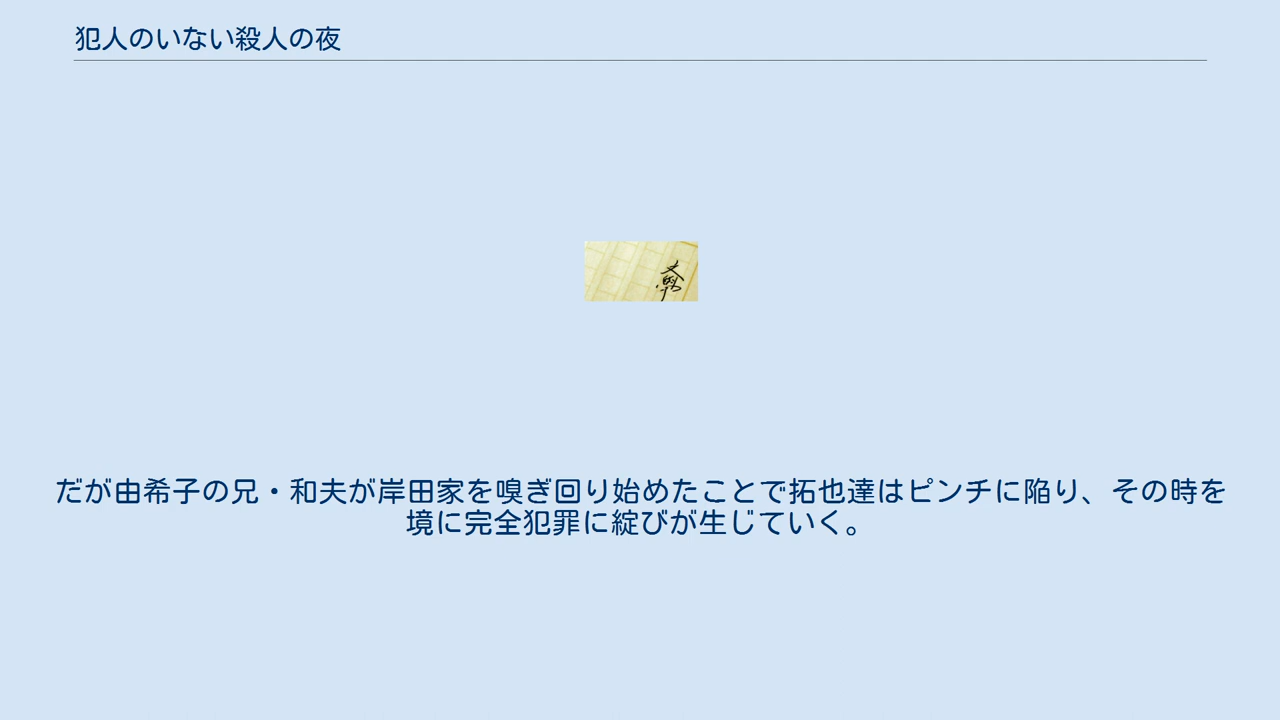 犯人のいない殺人の夜
だが由希子の兄・和夫が岸田家を嗅ぎ回り始めたことで拓也達はピンチに陥り、その時を
境に完全犯罪に綻びが生じていく。